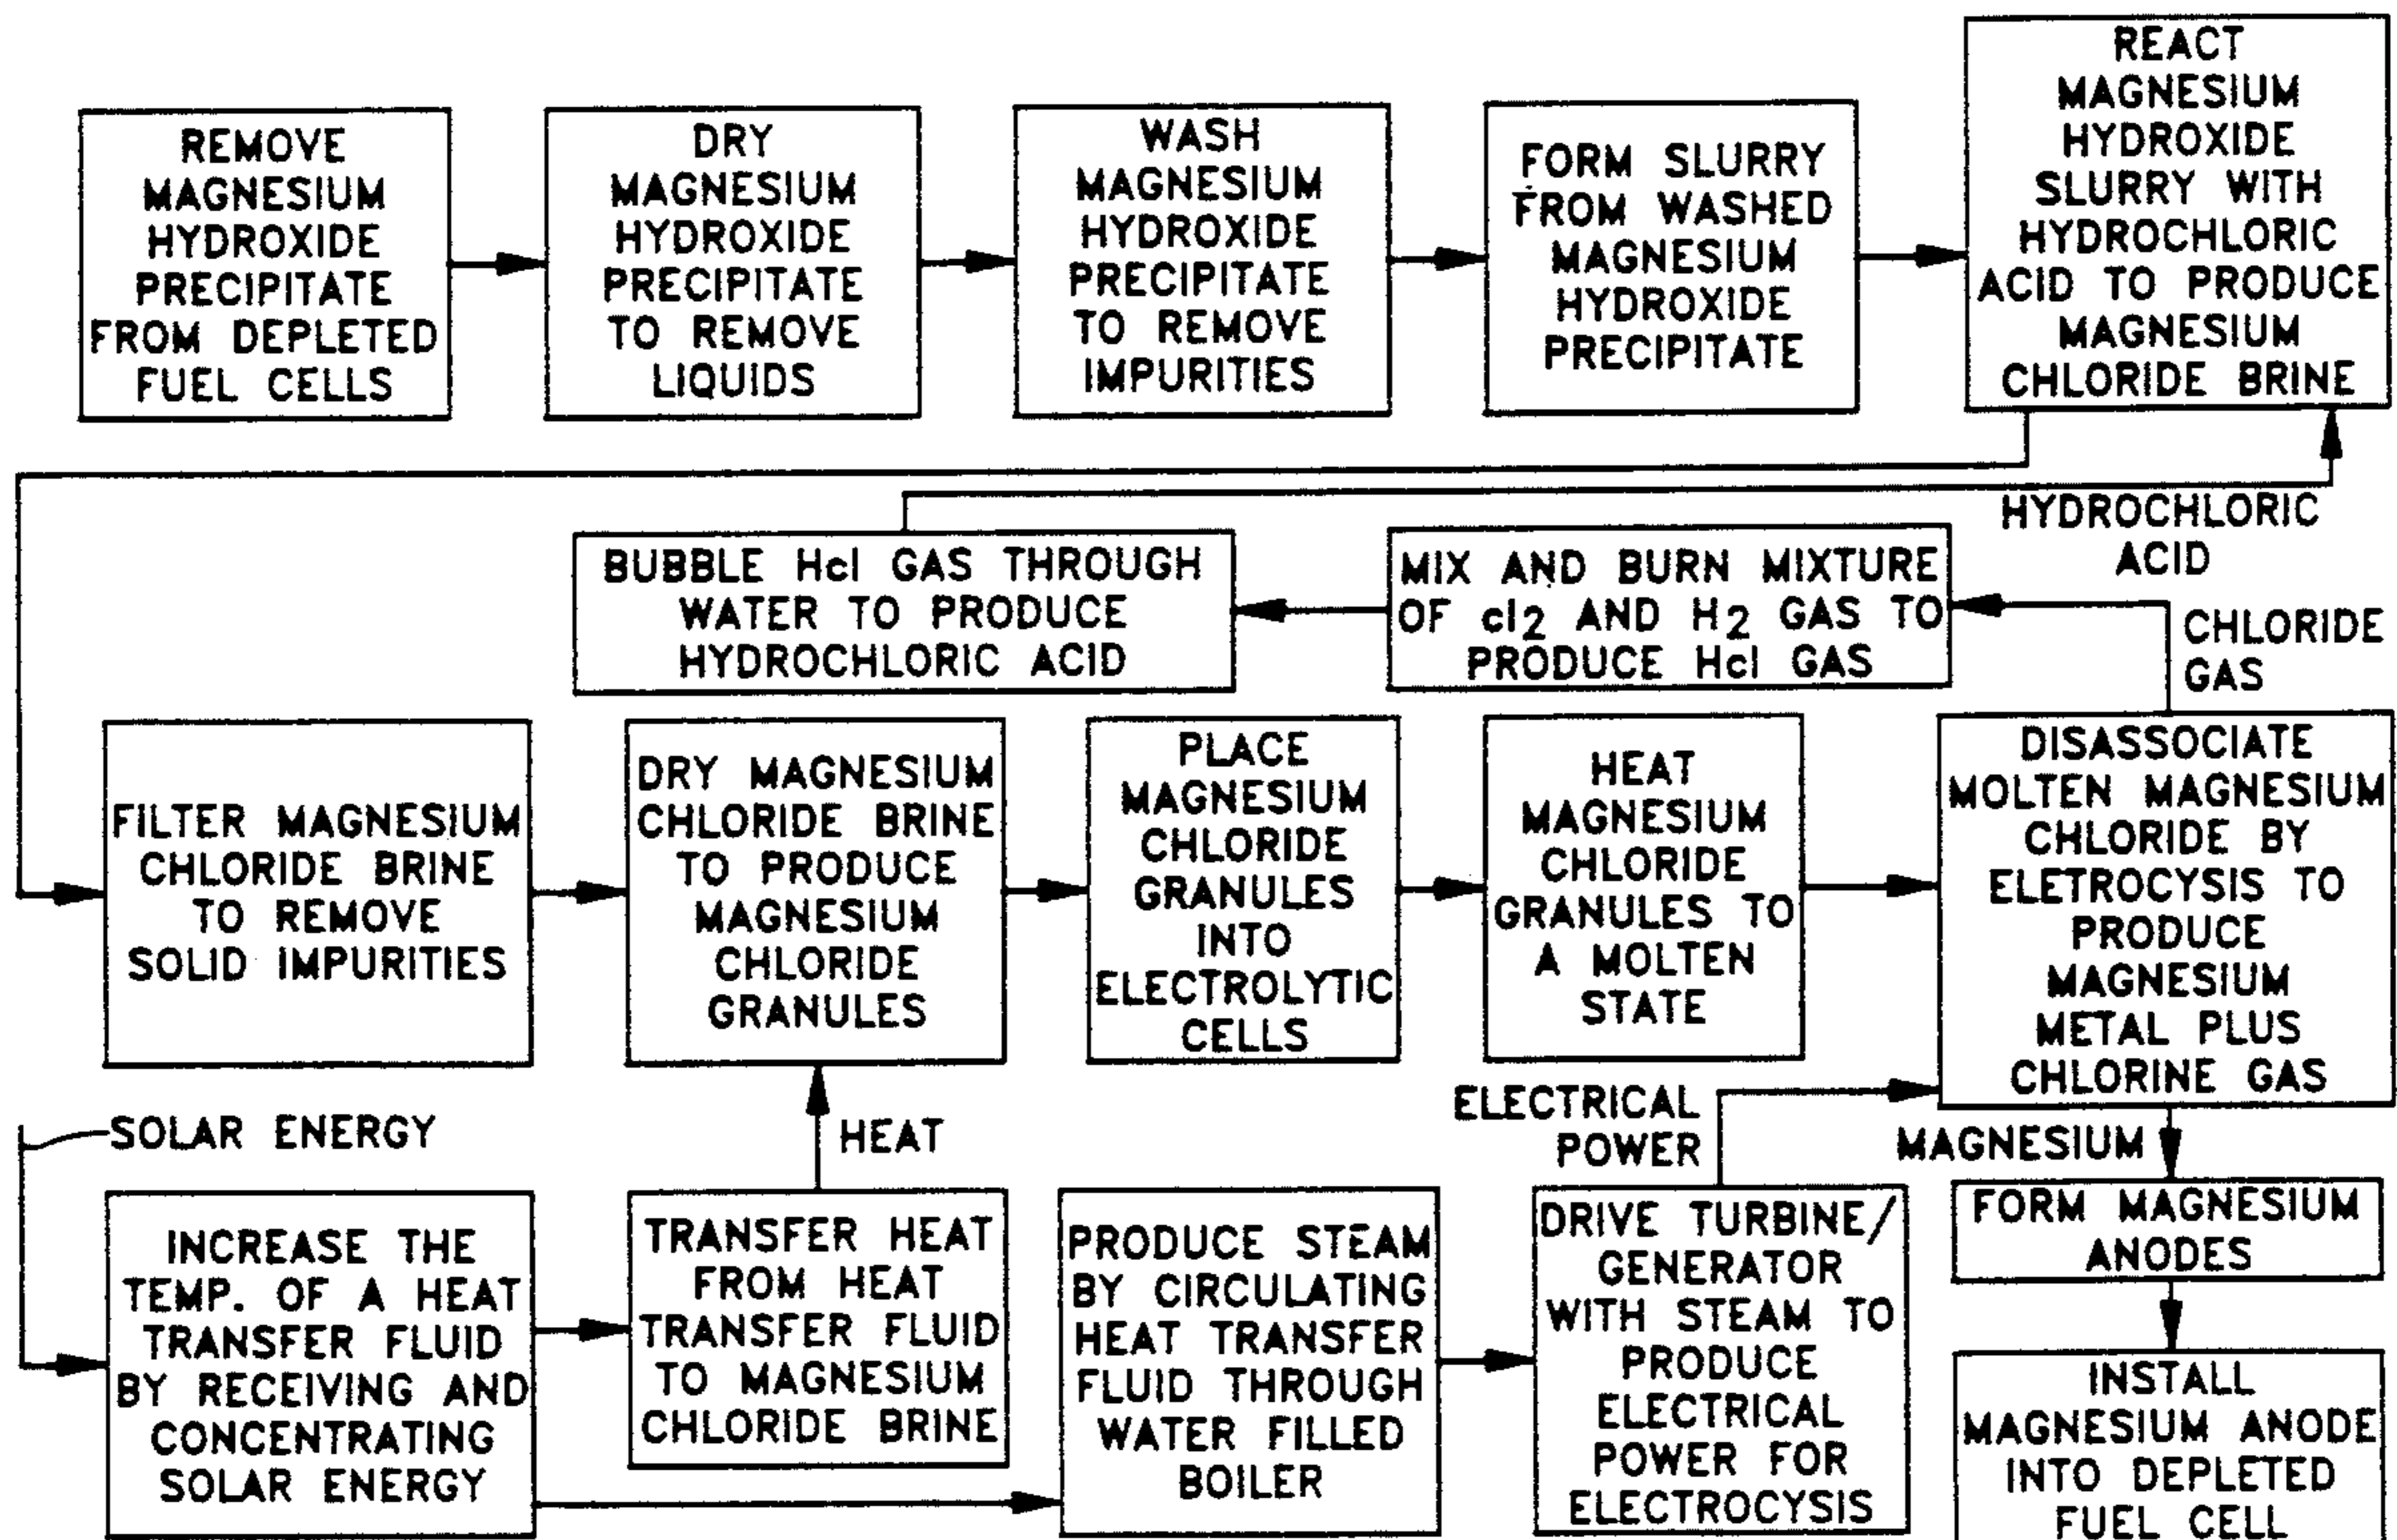 REMOVE
MAGNESIUM
HYDROXIDE
PRECIPITATE
FROM DEPLETED
FUEL CELLS
DRY
MAGNESIUM
HYDROXIDE
PRECIPITATE
TO REMOVE
LIQUIDS
WASH
MAGNESIUM
HYDROXIDE
PRECIPITATE
TO REMOVE
IMPURITIES
FORM SLURRY
FROM WASHED
MAGNESIUM
HYDROXIDE
PRECIPITATE
REACT
MAGNESIUM
HYDROXIDE
SLURRY WITH
HYDROCHLORIC
ACID TO PRODUCE
MAGNESIUM
CHLORIDE BRINE
HYDROCHLORIC
ACID
BUBBLE Hcl GAS THROUGH
WATER TO PRODUCE
HYDROCHLORIC ACID
MIX AND BURN MIXTURE
OF cl2 AND H2 GAS TO
PRODUCE Hcl GAS
CHLORIDE
GAS
FILTER MAGNESIUM
CHLORIDE BRINE
TO REMOVE
SOLID IMPURITIES
DRY MAGNESIUM
CHLORIDE BRINE
TO PRODUCE
MAGNESIUM
CHLORIDE
GRANULES
PLACE
MAGNESIUM
CHLORIDE
GRANULES
INTO
ELECTROLYTIC
CELLS
HEAT
MAGNESIUM
CHLORIDE
GRANULES TO
A MOLTEN
STATE
DISASSOCIATE
MOLTEN MAGNESIUM
CHLORIDE BY
ELETROCYSIS TO
PRODUCE
MAGNESIUM
METAL PLUS
CHLORINE GAS
SOLAR ENERGY
HEAT
ELECTRICAL
POWER
MAGNESIUM
INCREASE THE
TEMP. OF A HEAT
TRANSFER FLUID
BY RECEIVING AND
CONCENTRATING
SOLAR ENERGY
TRANSFER HEAT
FROM HEAT
TRANSFER FLUID
TO MAGNESIUM
CHLORIDE BRINE
PRODUCE STEAM
BY CIRCULATING
HEAT TRANSFER
FLUID THROUGH
WATER FILLED
BOILER
DRIVE TURBINE/
GENERATOR
WITH STEAM TO
PRODUCE
ELECTRICAL
POWER FOR
ELECTROCYSIS
FORM MAGNESIUM
ANODES
INSTALL
MAGNESIUM ANODE
INTO DEPLETED
FUEL CELL